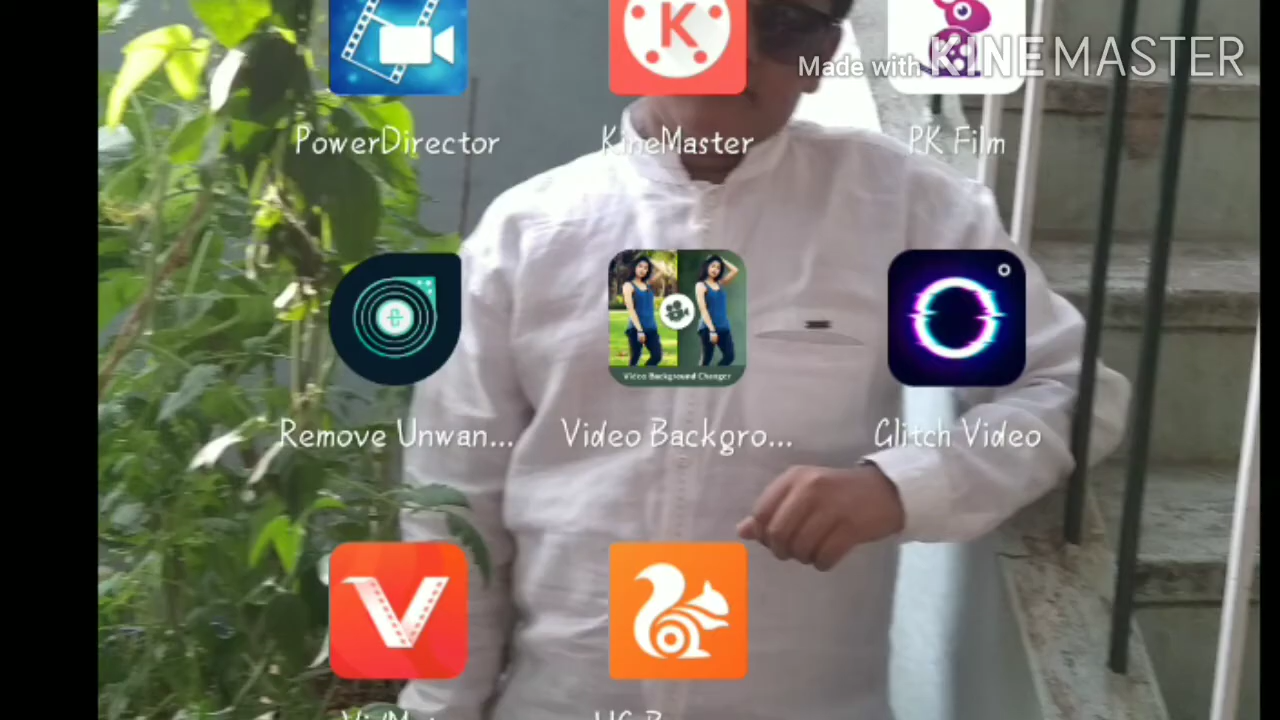 Made with KINEMASTER
K
PowerDirector
KineMaster
PK Film
Video Background Changer
Remove Unwan...
Video Backgro...
Glitch Video